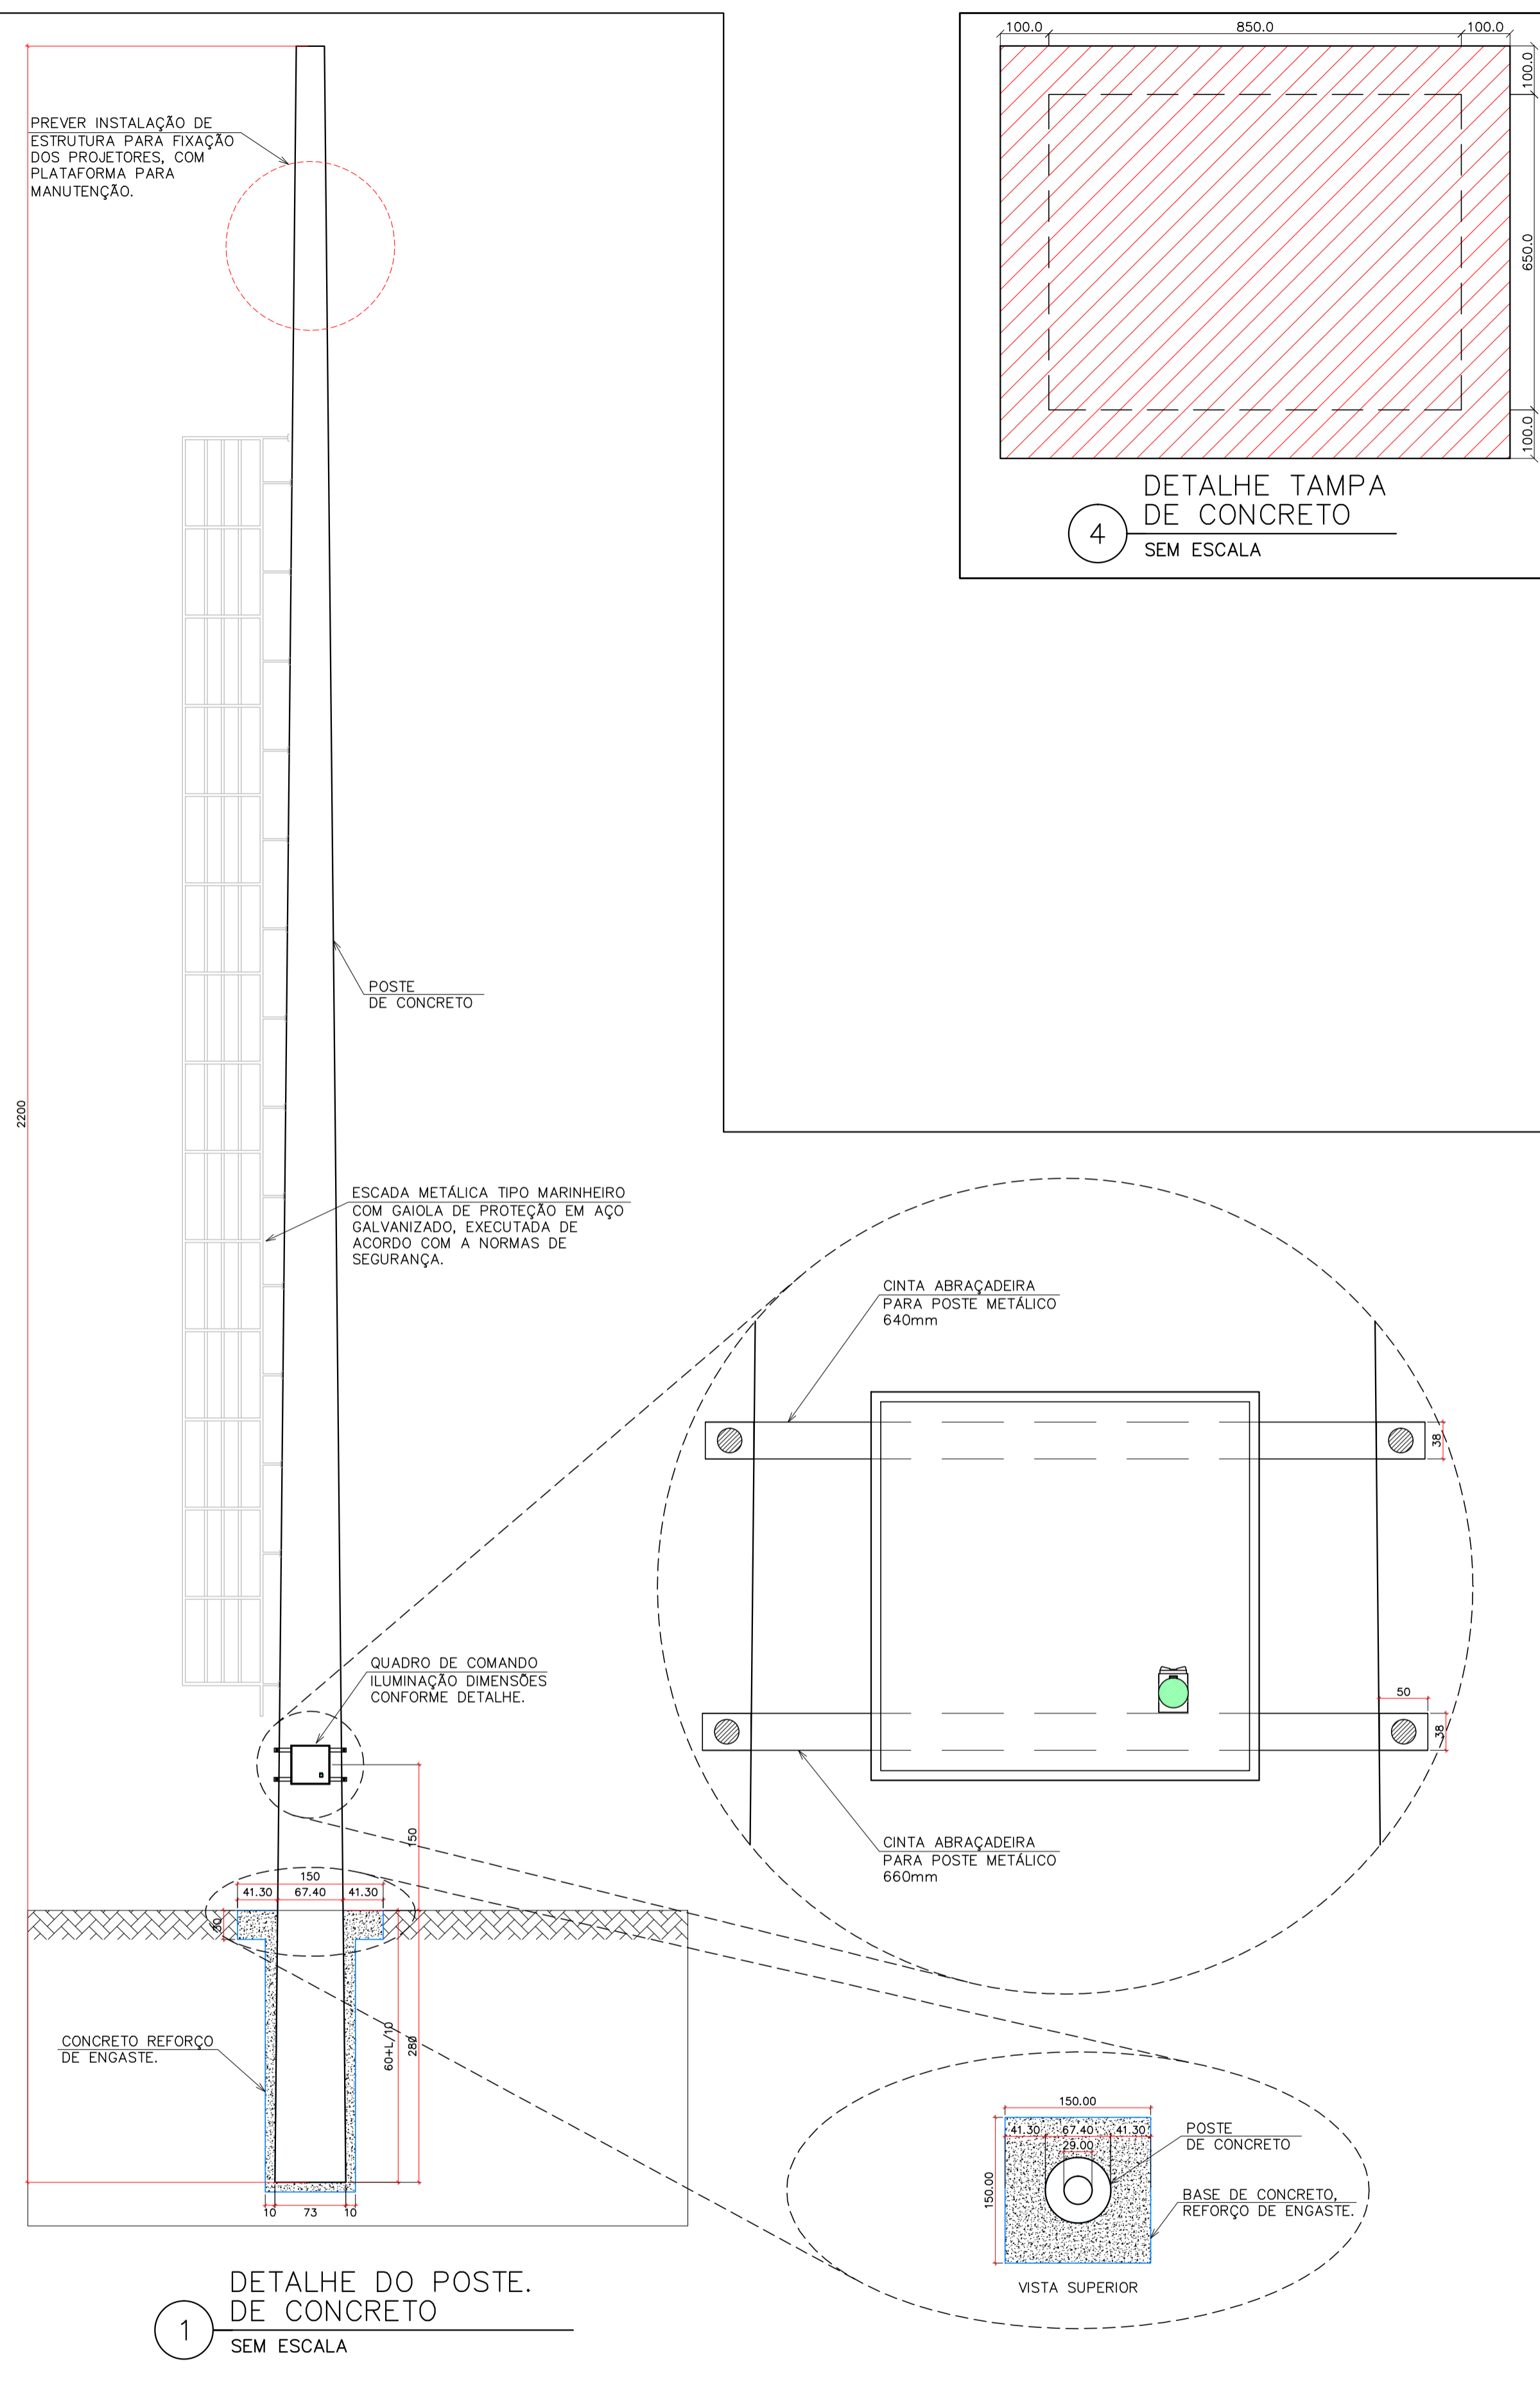 PREVER INSTALAÇÃO DE
ESTRUTURA PARA FIXAÇÃO
DOS PROJETORES, COM
PLATAFORMA PARA
MANUTENÇÃO.
2200
POSTE
DE CONCRETO
ESCADA METÁLICA TIPO MARINHEIRO
COM GAIOLA DE PROTEÇÃO EM AÇO
GALVANIZADO, EXECUTADA DE
ACORDO COM A NORMAS DE
SEGURANÇA.
QUADRO DE COMANDO
ILUMINAÇÃO DIMENSÕES
CONFORME DETALHE.
150
150
41.30 67.40 41.30
30
60+L/10
280
CONCRETO REFORÇO
DE ENGASTE.
10 73 10
1
DETALHE DO POSTE.
DE CONCRETO
SEM ESCALA
100.0 850.0 100.0
100.0
650.0
100.0
4
DETALHE TAMPA
DE CONCRETO
SEM ESCALA
CINTA ABRAÇADEIRA
PARA POSTE METÁLICO
640mm
38
50
38
CINTA ABRAÇADEIRA
PARA POSTE METÁLICO
660mm
150.00
41.30 67.40 41.30
29.00
150.00
POSTE
DE CONCRETO
BASE DE CONCRETO,
REFORÇO DE ENGASTE.
VISTA SUPERIOR